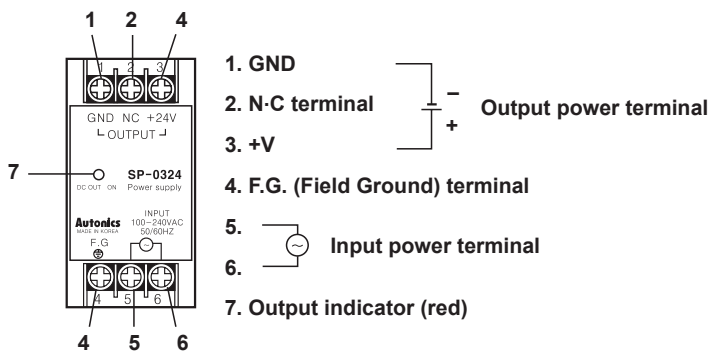 1 2 4
1 2 3
GND NC +24V
OUTPUT
7
SP-0324
DC OUT ON Power supply
INPUT
Autonics 100~240VAC
MADE IN KOREA 50/60HZ
F.G
4 5 6
4 5 6
1. GND
2. N·C terminal
3. +V
−
+
Output power terminal
4. F.G. (Field Ground) terminal
5.
6.
Input power terminal
7. Output indicator (red)